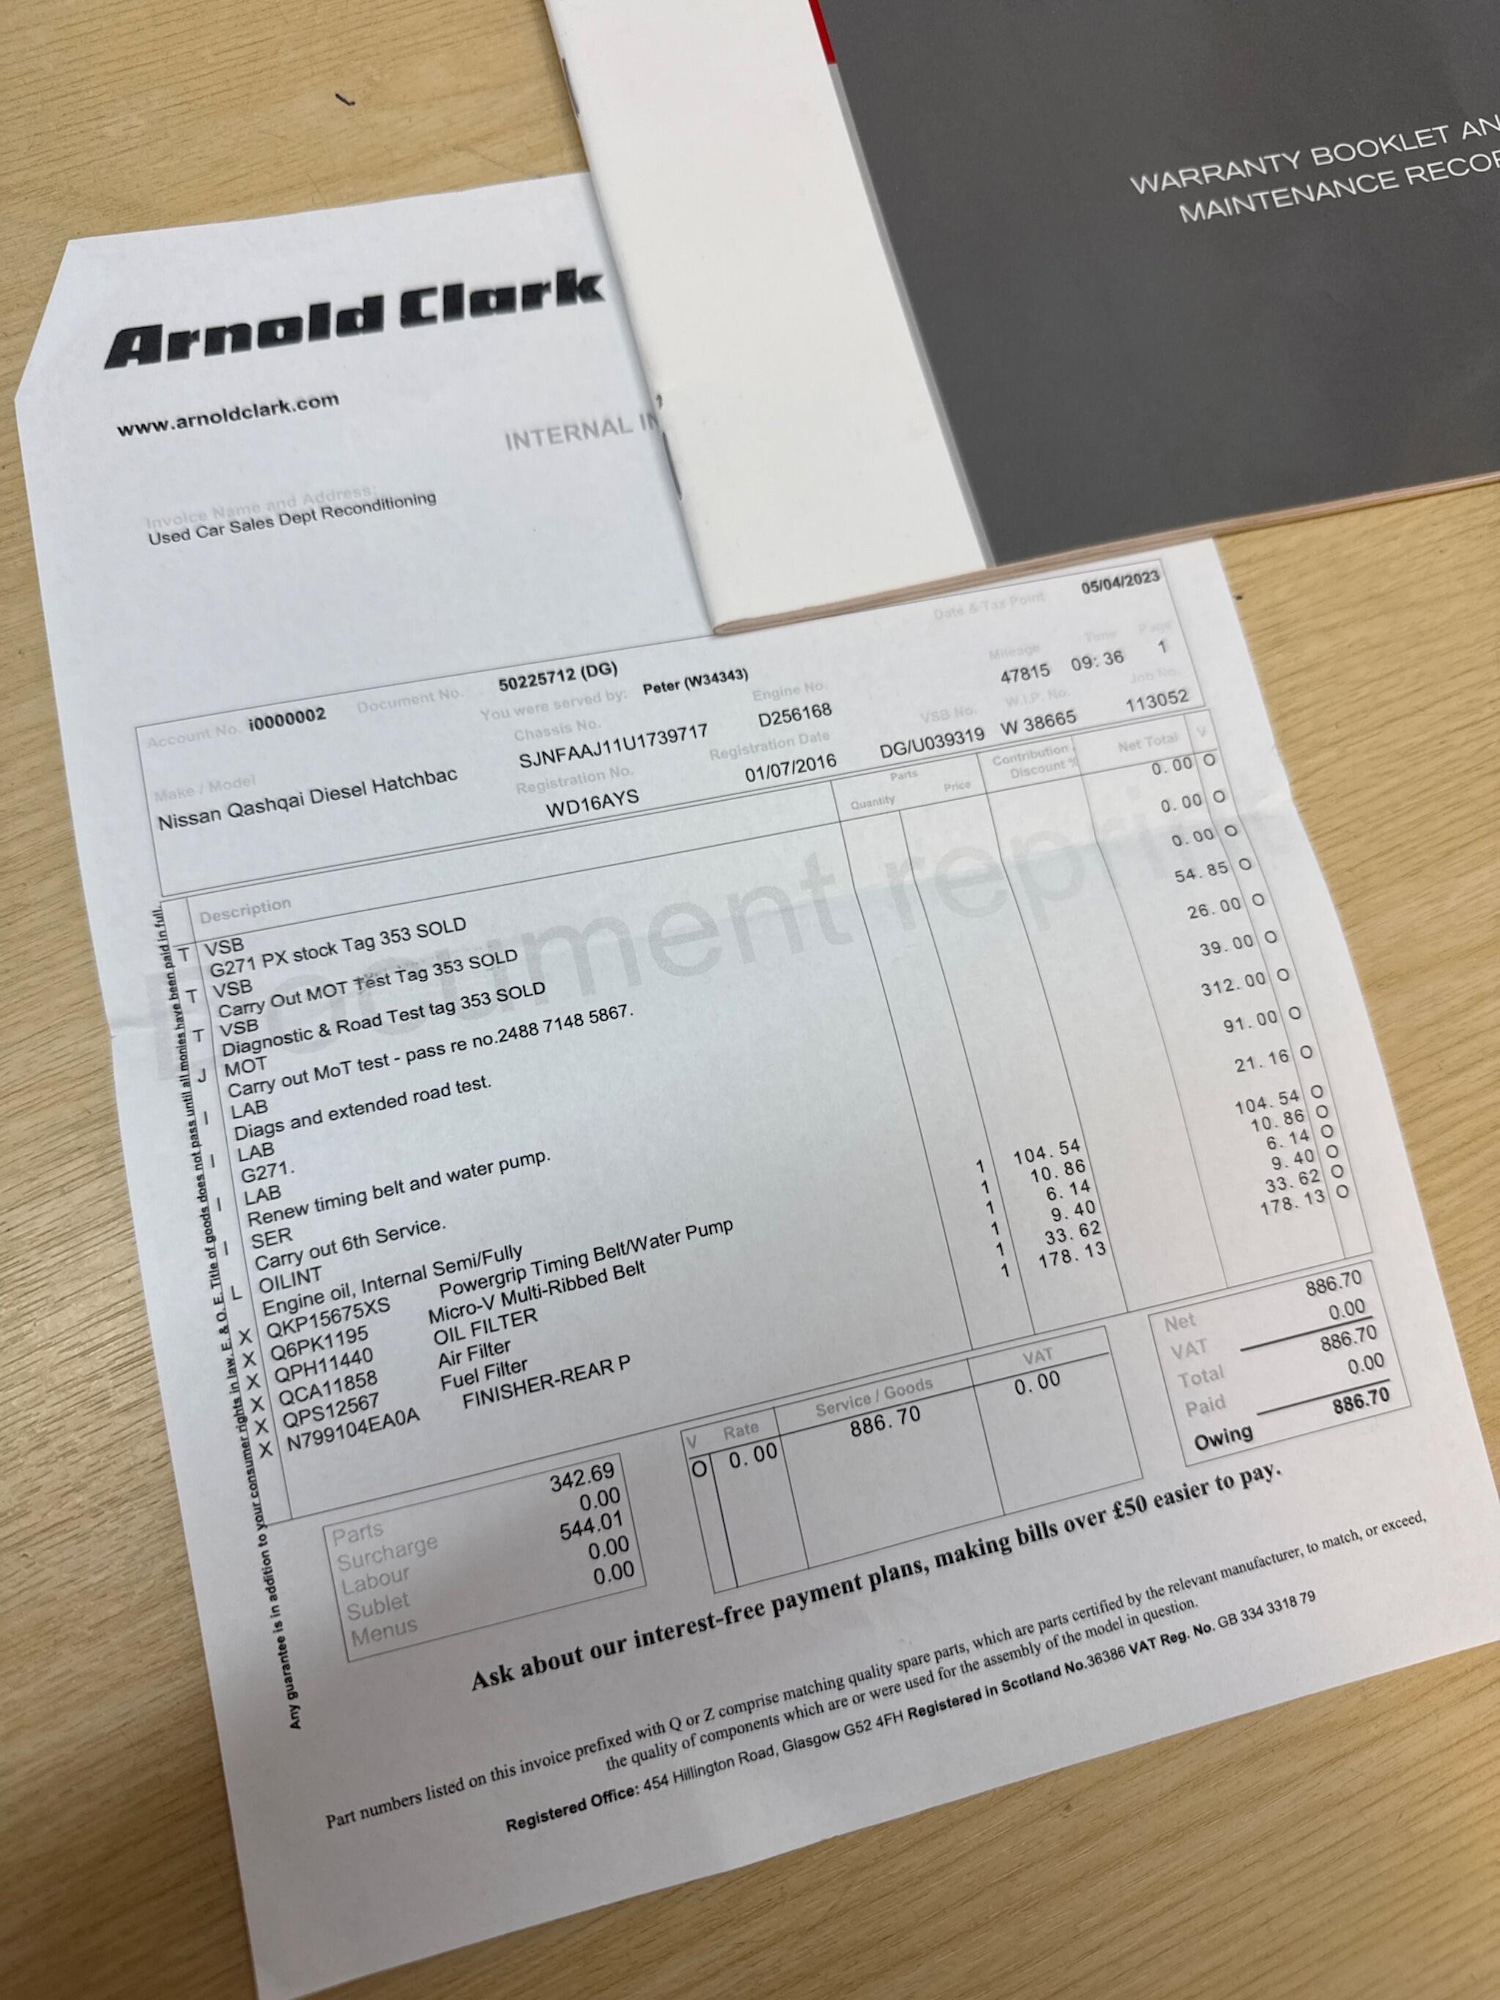 WARRANTY BOOKLET AN
MAINTENANCE RECOR
Arnold Clark
www.arnoldclark.com
INTERNAL IN
Invoice Name and Address:
Used Car Sales Dept Reconditioning
Date & Tax Point 05/04/2023
Account No. i0000002 Document No. 50225712 (DG)
You were served by: Peter (W34343)
Mileage Time Page
47815 09:36 1
Make / Model Chassis No. Engine No. VSB No. W.I.P. No. Job No.
Nissan Qashqai Diesel Hatchbac SJNFAAJ11U1739717 D256168 DG/U039319 W 38665 113052
Registration No. Registration Date
WD16AYS 01/07/2016
Description Parts Quantity Price Contribution Discount % Net Total V
Document reprint
T VSB 0.00 O
G271 PX stock Tag 353 SOLD
T VSB 0.00 O
Carry Out MOT Test Tag 353 SOLD
T VSB 0.00 O
Diagnostic & Road Test tag 353 SOLD
J MOT 54.85 O
Carry out MoT test - pass re no.2488 7148 5867.
I LAB 26.00 O
Diags and extended road test.
I LAB 39.00 O
G271.
I LAB 312.00 O
Renew timing belt and water pump.
I SER 91.00 O
Carry out 6th Service.
L OILINT 21.16 O
Engine oil, Internal Semi/Fully
X QKP15675XS Powergrip Timing Belt/Water Pump 1 104.54 104.54 O
X Q6PK1195 Micro-V Multi-Ribbed Belt 1 10.86 10.86 O
X QPH11440 OIL FILTER 1 6.14 6.14 O
X QCA11858 Air Filter 1 9.40 9.40 O
X QPS12567 Fuel Filter 1 33.62 33.62 O
X N799104EA0A FINISHER-REAR P 1 178.13 178.13 O
Any guarantee is in addition to your consumer rights in law. E. & O. E. Title of goods does not pass until all monies have been paid in full.
Parts 342.69
Surcharge 0.00
Labour 544.01
Sublet 0.00
Menus 0.00
V Rate Service / Goods VAT
O 0.00 886.70 0.00
Net 886.70
VAT 0.00
Total 886.70
Paid 0.00
Owing 886.70
Ask about our interest-free payment plans, making bills over £50 easier to pay.
Part numbers listed on this invoice prefixed with Q or Z comprise matching quality spare parts, which are parts certified by the relevant manufacturer, to match, or exceed,
the quality of components which are or were used for the assembly of the model in question.
Registered Office: 454 Hillington Road, Glasgow G52 4FH Registered in Scotland No.36386 VAT Reg. No. GB 334 3318 79